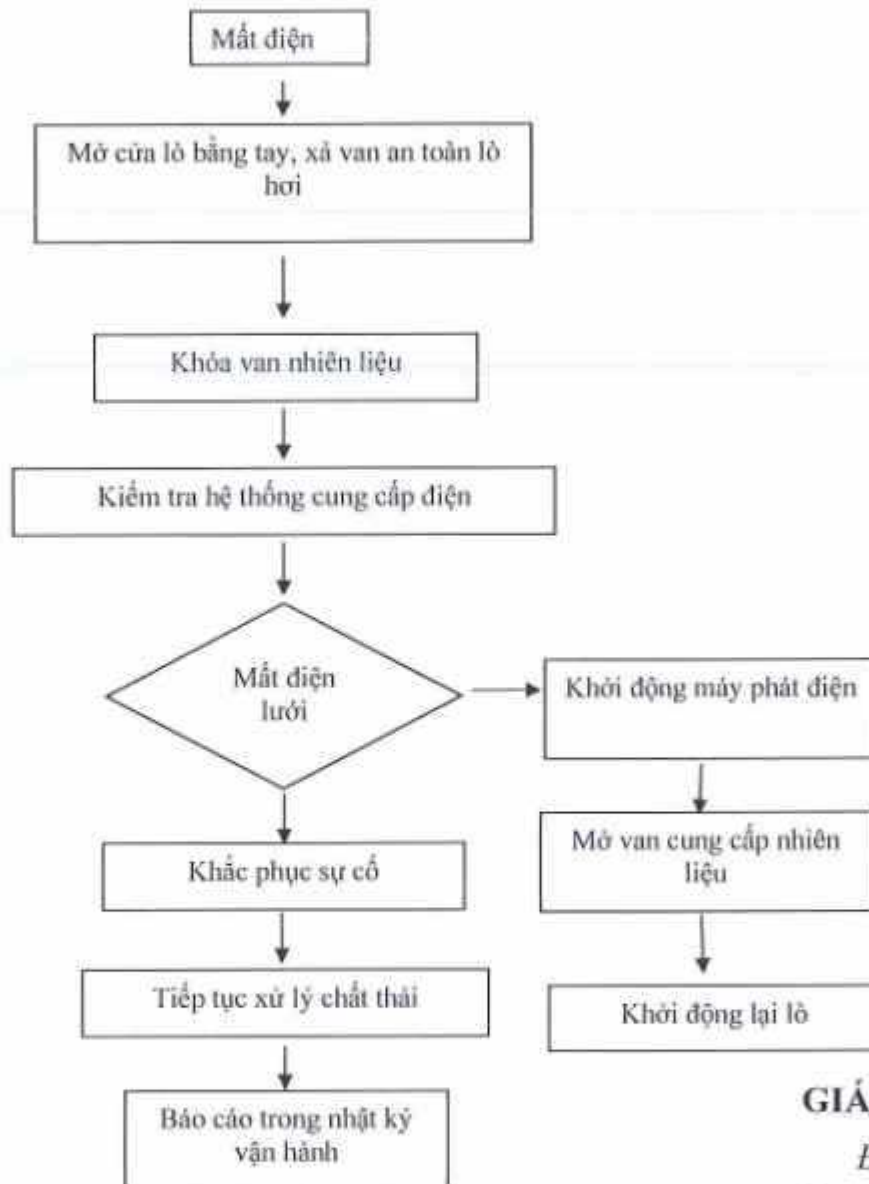 Mất điện
Mở cửa lò bằng tay, xả van an toàn lò
hơi
Khóa van nhiên liệu
Kiểm tra hệ thống cung cấp điện
Mất điện
lưới
Khởi động máy phát điện
Khắc phục sự cố
Mở van cung cấp nhiên
liệu
Tiếp tục xử lý chất thải
Khởi động lại lò
Báo cáo trong nhật ký
vận hành
GIÁ